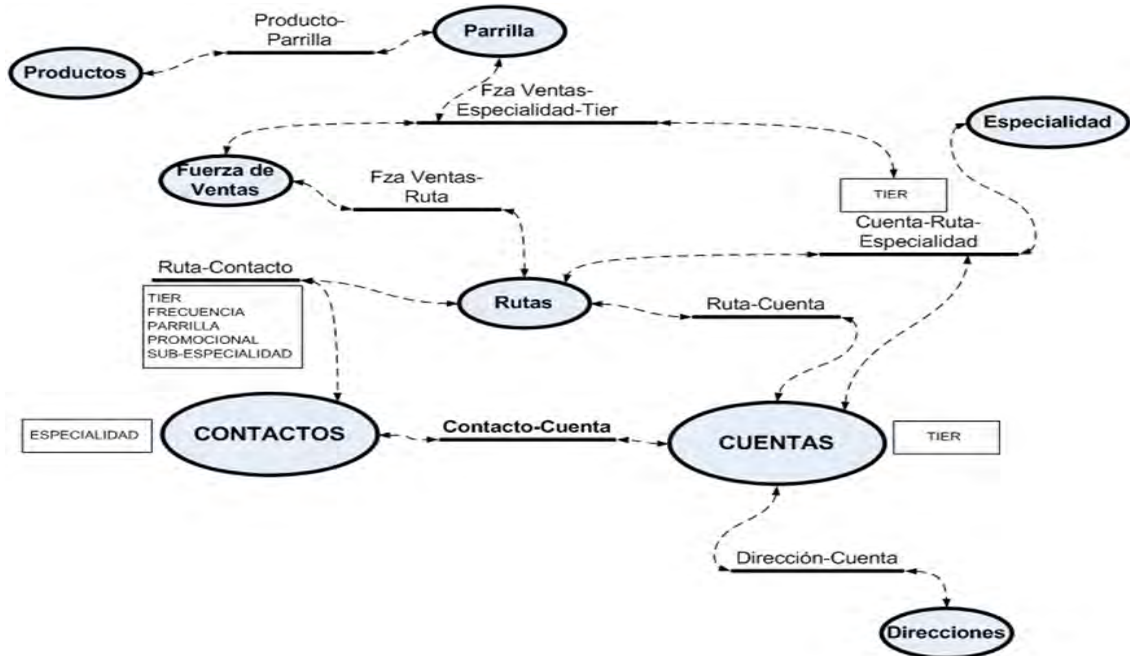 Producto-
Parrilla
Parrilla
Productos
Fza Ventas-
Especialidad-Tier
Especialidad
Fuerza de
Ventas
Fza Ventas-
Ruta
TIER
Cuenta-Ruta-
Especialidad
Ruta-Contacto
TIER
FRECUENCIA
PARRILLA
PROMOCIONAL
SUB-ESPECIALIDAD
Rutas
Ruta-Cuenta
ESPECIALIDAD
CONTACTOS
Contacto-Cuenta
CUENTAS
TIER
Dirección-Cuenta
Direcciones